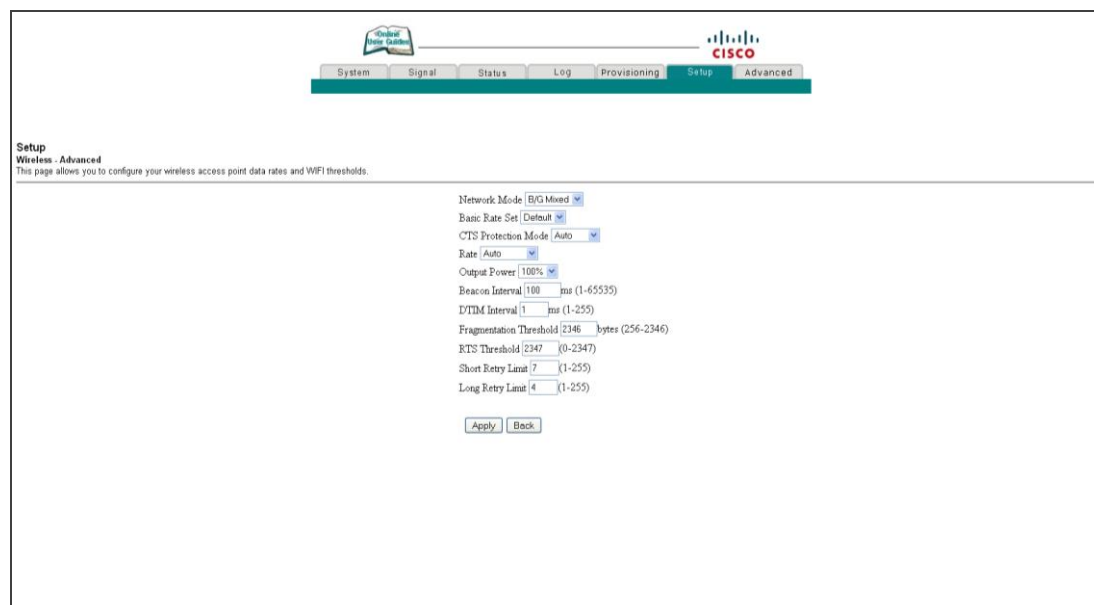 Online
User Guides
CISCO
System Signal Status Log Provisioning Setup Advanced
Setup
Wireless - Advanced
This page allows you to configure your wireless access point data rates and WIFI thresholds.
Network Mode B/G Mixed
Basic Rate Set Default
CTS Protection Mode Auto
Rate Auto
Output Power 100%
Beacon Interval 100 ms (1-65535)
DTIM Interval 1 ms (1-255)
Fragmentation Threshold 2346 bytes (256-2346)
RTS Threshold 2347 (0-2347)
Short Retry Limit 7 (1-255)
Long Retry Limit 4 (1-255)
Apply Back